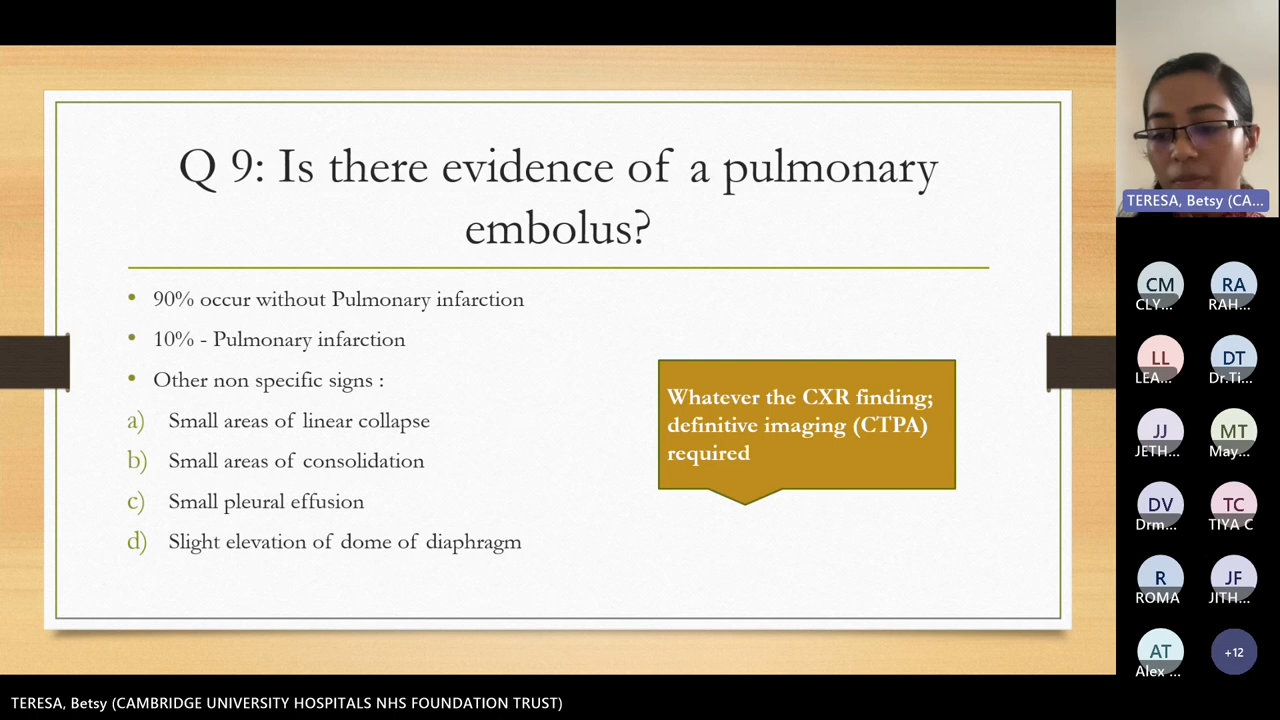 Q 9: Is there evidence of a pulmonary
embolus?
• 90% occur without Pulmonary infarction
• 10% - Pulmonary infarction
• Other non specific signs :
a) Small areas of linear collapse
b) Small areas of consolidation
c) Small pleural effusion
d) Slight elevation of dome of diaphragm
Whatever the CXR finding;
definitive imaging (CTPA)
required
TERESA, Betsy (CA...
CM
CLY...
RA
RAH...
LL
LEA...
DT
Dr.Ti...
JJ
JETH...
MT
May...
DV
Drm...
TC
TIYA C
R
ROMA
JF
JITH...
AT
Alex ...
+12
TERESA, Betsy (CAMBRIDGE UNIVERSITY HOSPITALS NHS FOUNDATION TRUST)